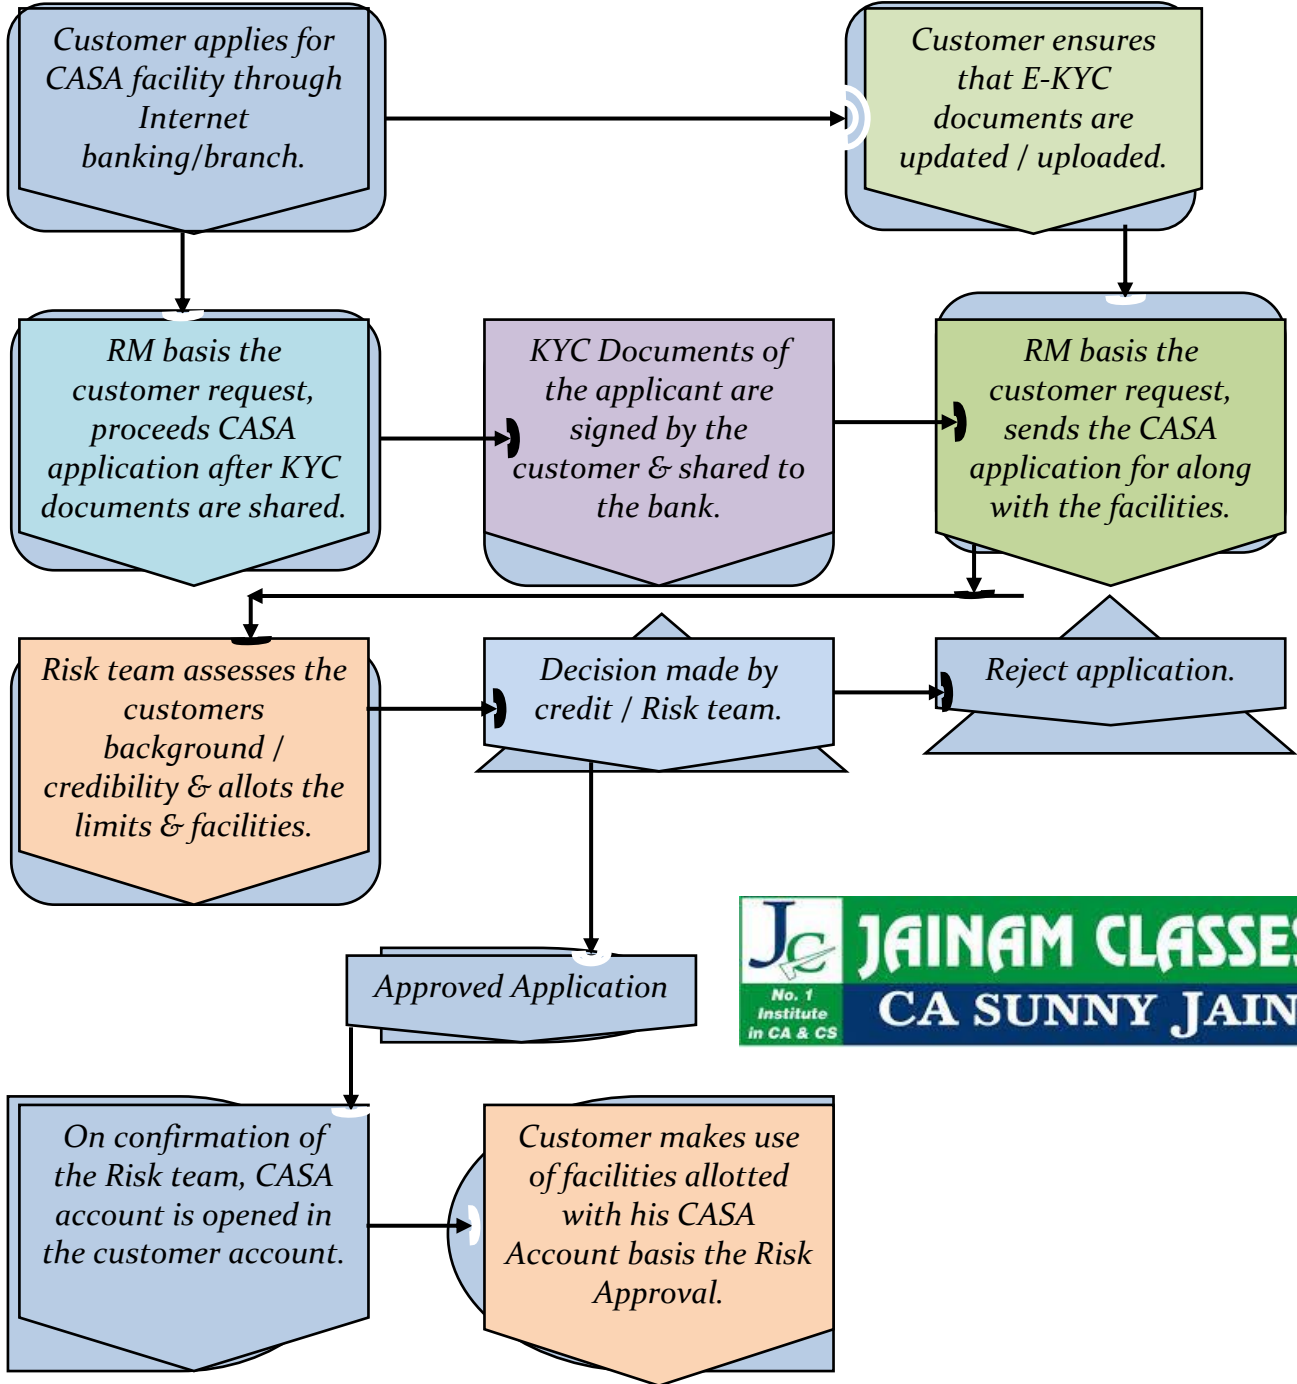 Customer applies for
CASA facility through
Internet
banking/branch.
Customer ensures
that E-KYC
documents are
updated / uploaded.
RM basis the
customer request,
proceeds CASA
application after KYC
documents are shared.
KYC Documents of
the applicant are
signed by the
customer & shared to
the bank.
RM basis the
customer request,
sends the CASA
application for along
with the facilities.
Risk team assesses the
customers
background /
credibility & allots the
limits & facilities.
Decision made by
credit / Risk team.
Reject application.
Approved Application
JC
No. 1
Institute
in CA & CS
JAINAM CLASSES
CA SUNNY JAIN
On confirmation of
the Risk team, CASA
account is opened in
the customer account.
Customer makes use
of facilities allotted
with his CASA
Account basis the Risk
Approval.